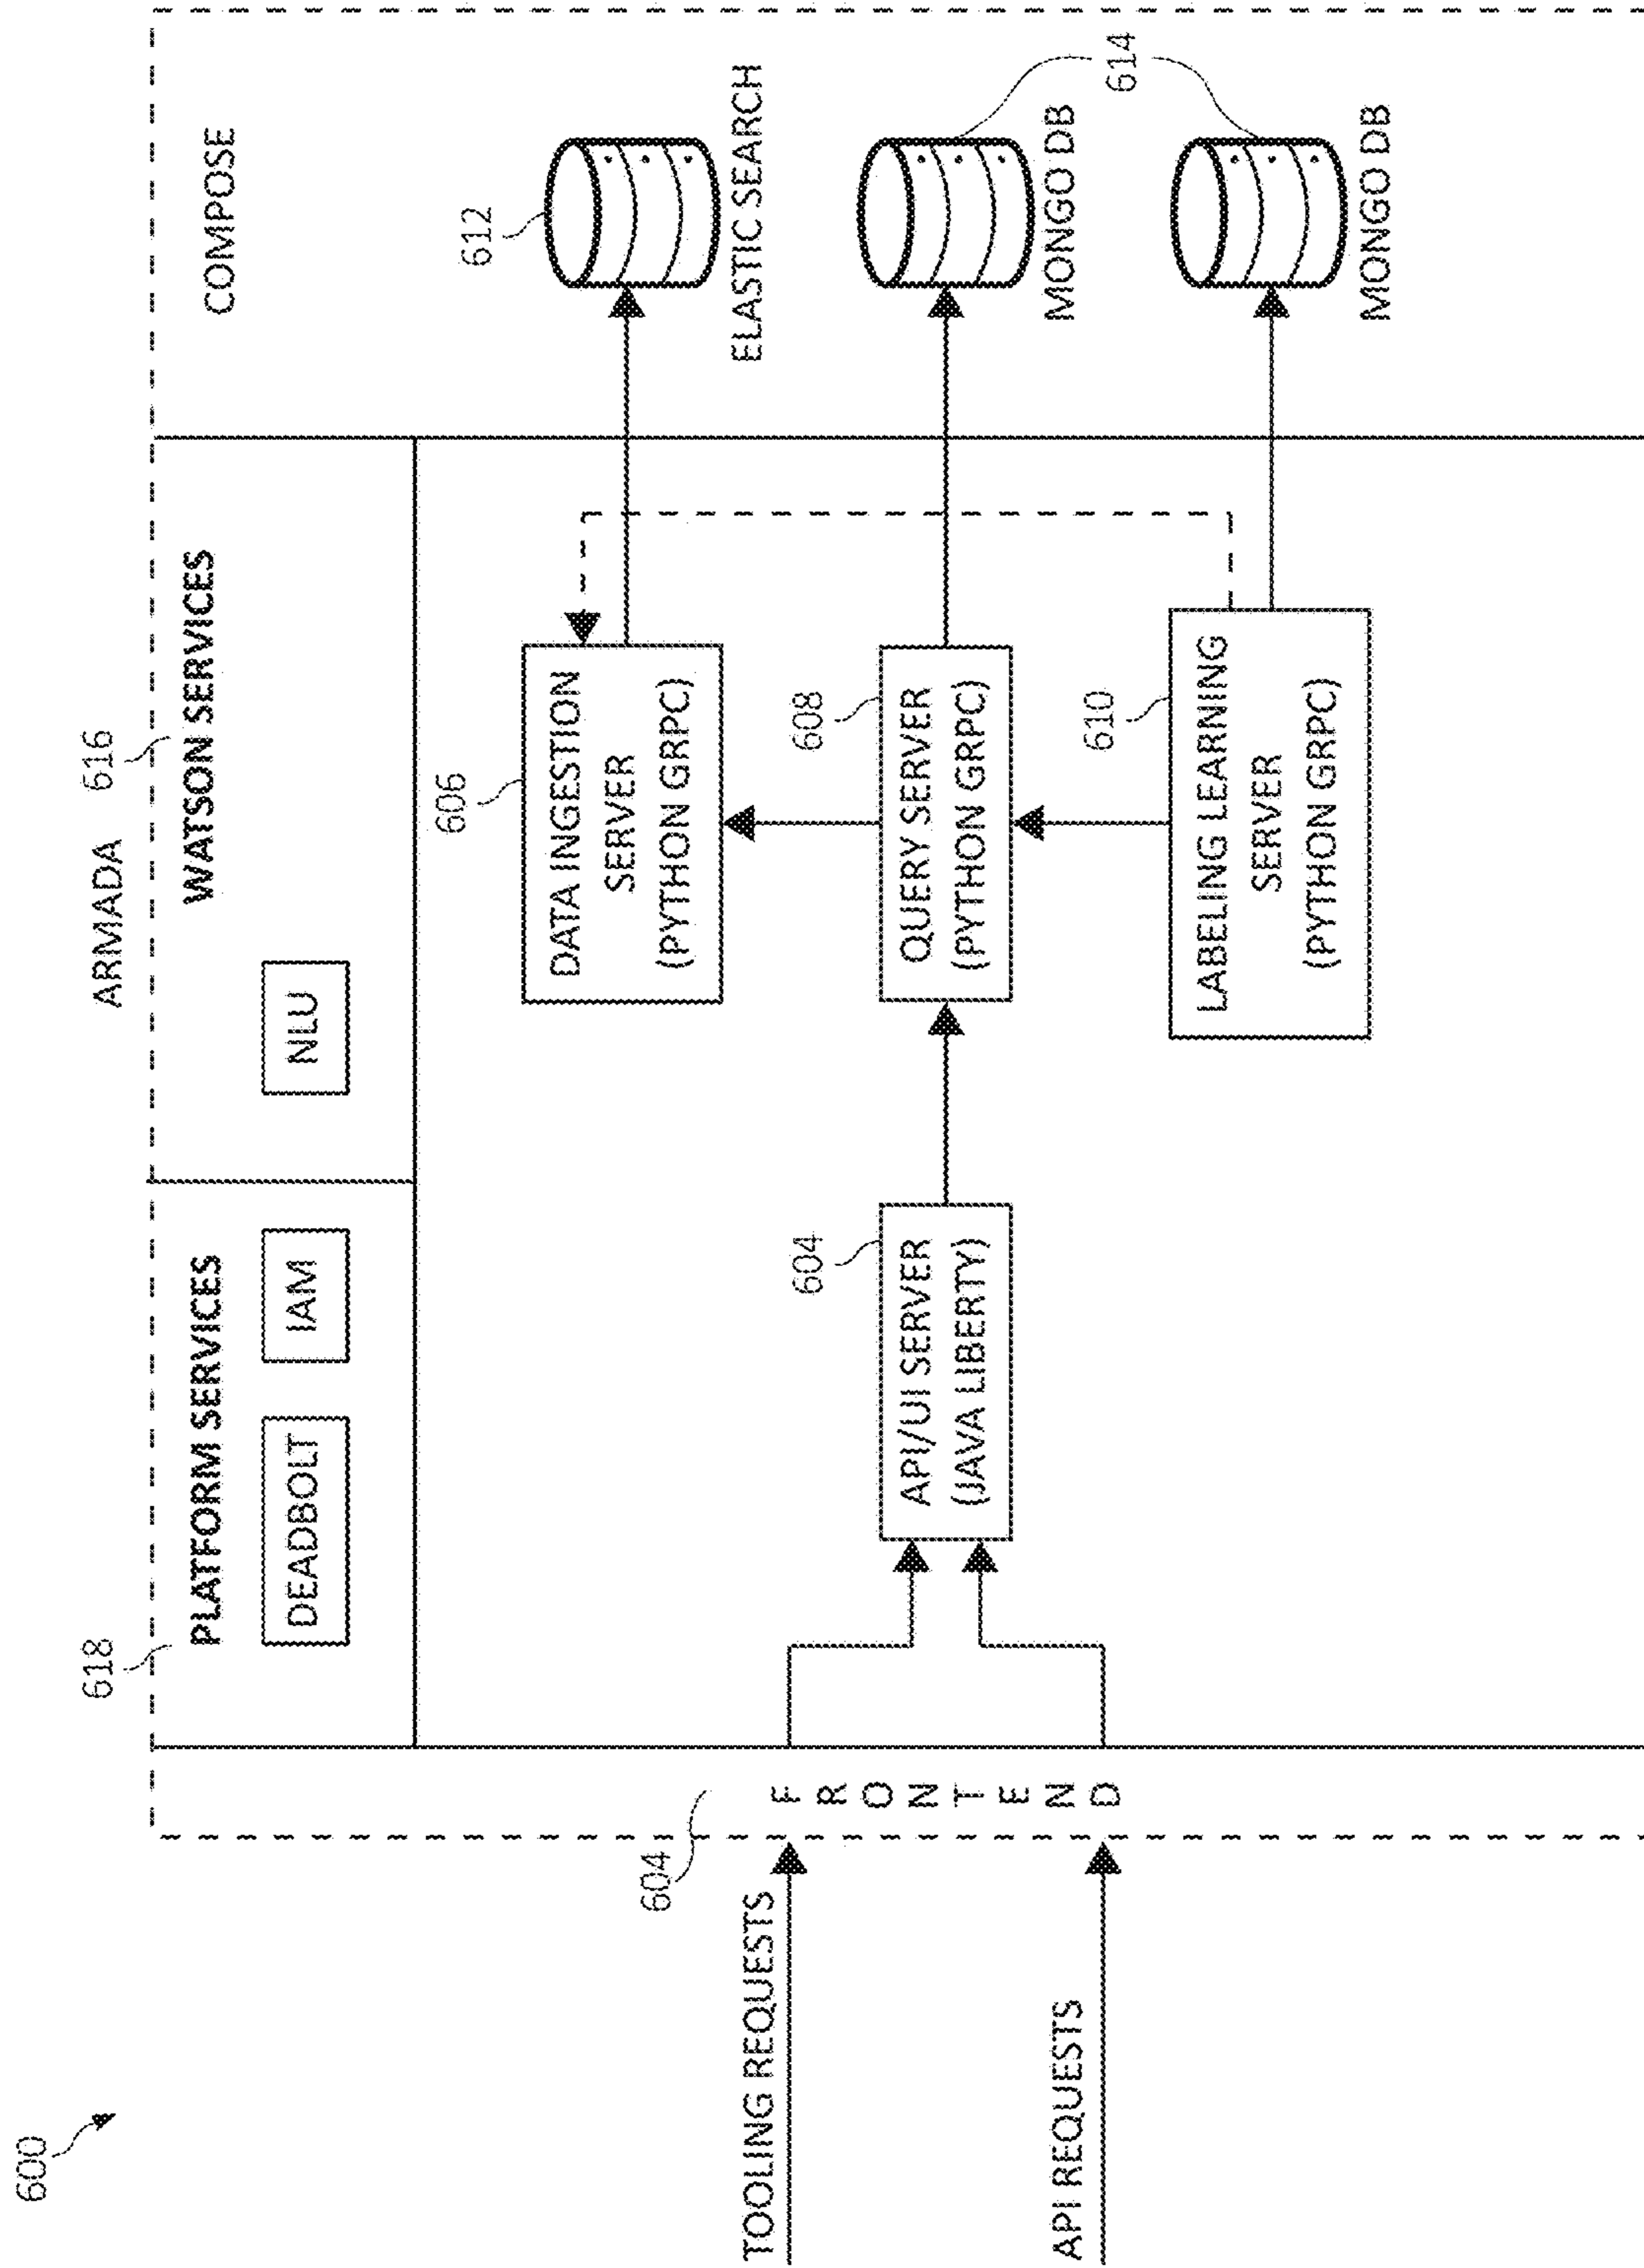 600
ARMADA
618
616
PLATFORM SERVICES
WATSON SERVICES
COMPOSE
DEADBOLT
IAM
NLU
606
612
DATA INGESTION
SERVER
(PYTHON GRPC)
ELASTIC SEARCH
604
TOOLING REQUESTS
FRONTEND
604
608
API/UI SERVER
(JAVA LIBERTY)
QUERY SERVER
(PYTHON GRPC)
MONGO DB
614
API REQUESTS
610
LABELING LEARNING
SERVER
(PYTHON GRPC)
MONGO DB